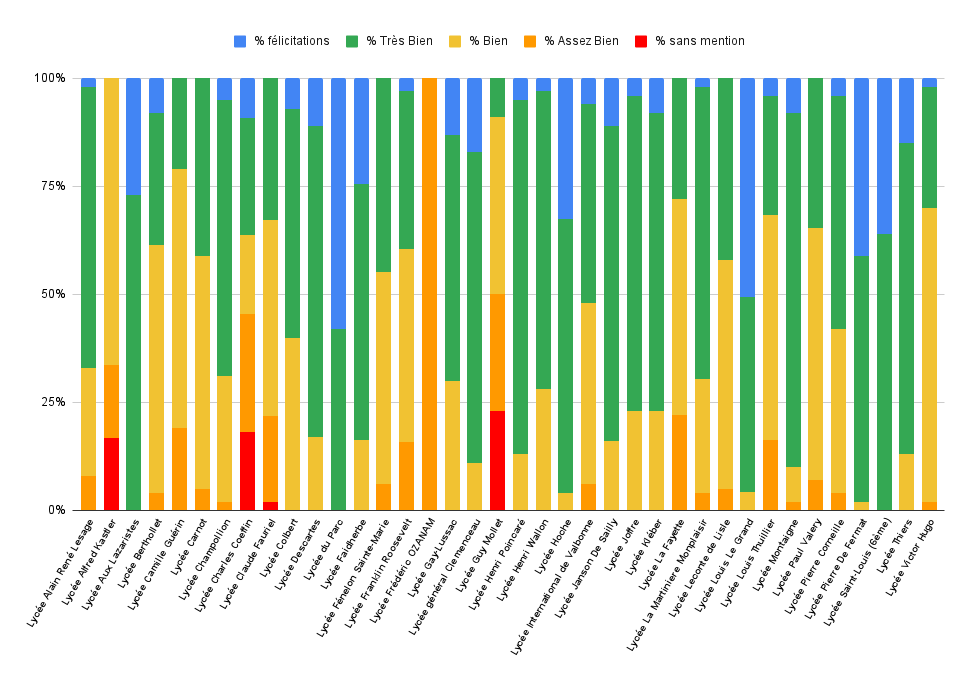 % félicitations % Très Bien % Bien % Assez Bien % sans mention
100%
75%
50%
25%
0%
Lycée Alain René Lesage
Lycée Alfred Kastler
Lycée Aux Lazaristes
Lycée Berthollet
Lycée Camille Guérin
Lycée Carnot
Lycée Champollion
Lycée Charles Coeffin
Lycée Claude Fauriel
Lycée Colbert
Lycée Descartes
Lycée du Parc
Lycée Faidherbe
Lycée Fénelon Sainte-Marie
Lycée Franklin Roosevelt
Lycée Frédéric OZANAM
Lycée Gay Lussac
Lycée général Clemenceau
Lycée Guy Mollet
Lycée Henri Poincaré
Lycée Henri Wallon
Lycée Hoche
Lycée International de Valbonne
Lycée Janson De Sailly
Lycée Joffre
Lycée Kléber
Lycée La Fayette
Lycée La Martiniere Monplaisir
Lycée Leconte de Lisle
Lycée Louis Le Grand
Lycée Louis Thuillier
Lycée Montaigne
Lycée Paul Valéry
Lycée Pierre Corneille
Lycée Pierre De Fermat
Lycée Saint-Louis (Géné)
Lycée Thiers
Lycée Victor Hugo